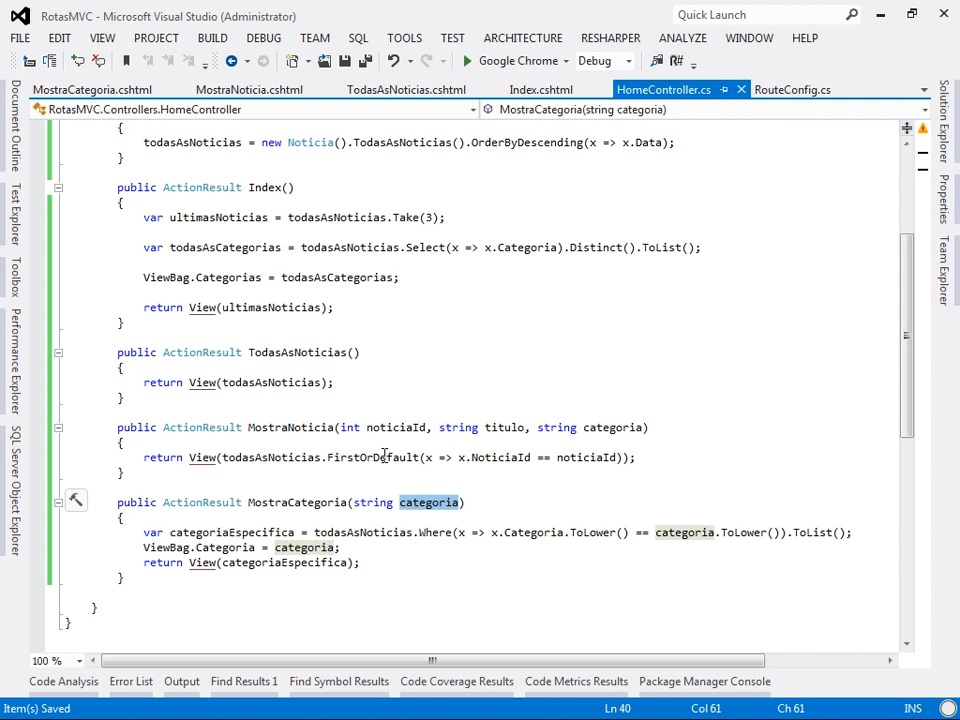 RotasMVC - Microsoft Visual Studio (Administrator)
Quick Launch
FILE EDIT VIEW PROJECT BUILD DEBUG TEAM SQL TOOLS TEST ARCHITECTURE RESHARPER ANALYZE WINDOW HELP
Google Chrome Debug R#
MostraCategoria.cshtml MostraNoticia.cshtml TodasAsNoticias.cshtml Index.cshtml HomeController.cs RouteConfig.cs
RotasMVC.Controllers.HomeController MostraCategoria(string categoria)
{
todasAsNoticias = new Noticia().TodasAsNoticias().OrderByDescending(x => x.Data);
}
public ActionResult Index()
{
var ultimasNoticias = todasAsNoticias.Take(3);
var todasAsCategorias = todasAsNoticias.Select(x => x.Categoria).Distinct().ToList();
ViewBag.Categorias = todasAsCategorias;
return View(ultimasNoticias);
}
public ActionResult TodasAsNoticias()
{
return View(todasAsNoticias);
}
public ActionResult MostraNoticia(int noticiaId, string titulo, string categoria)
{
return View(todasAsNoticias.FirstOrDefault(x => x.NoticiaId == noticiaId));
}
public ActionResult MostraCategoria(string categoria)
{
var categoriaEspecifica = todasAsNoticias.Where(x => x.Categoria.ToLower() == categoria.ToLower()).ToList();
ViewBag.Categoria = categoria;
return View(categoriaEspecifica);
}
}
}
100 %
Code Analysis Error List Output Find Results 1 Find Symbol Results Code Coverage Results Code Metrics Results Package Manager Console
Item(s) Saved Ln 40 Col 61 Ch 61 INS
Document Outline
Test Explorer
Toolbox
Performance Explorer
SQL Server Object Explorer
Solution Explorer
Properties
Team Explorer